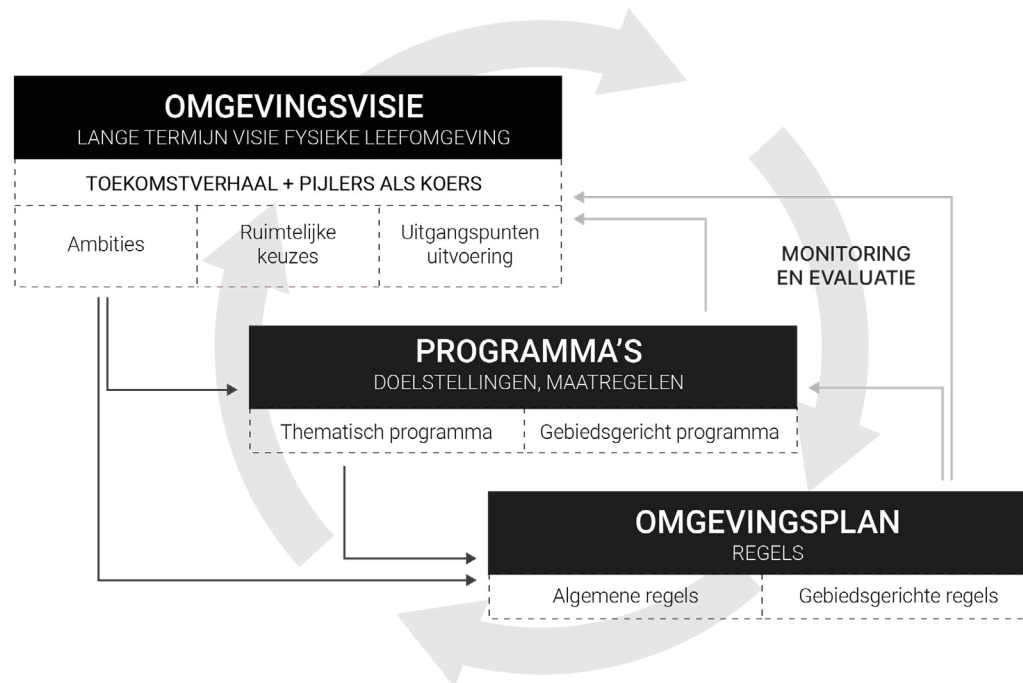 OMGEVINGSVISIE
LANGE TERMIJN VISIE FYSIEKE LEEFOMGEVING
TOEKOMSTVERHAAL + PIJLERS ALS KOERS
Ambities
Ruimtelijke
keuzes
Uitgangspunten
uitvoering
MONITORING
EN EVALUATIE
PROGRAMMA’S
DOELSTELLINGEN, MAATREGELEN
Thematisch programma
Gebiedsgericht programma
OMGEVINGSPLAN
REGELS
Algemene regels
Gebiedsgerichte regels